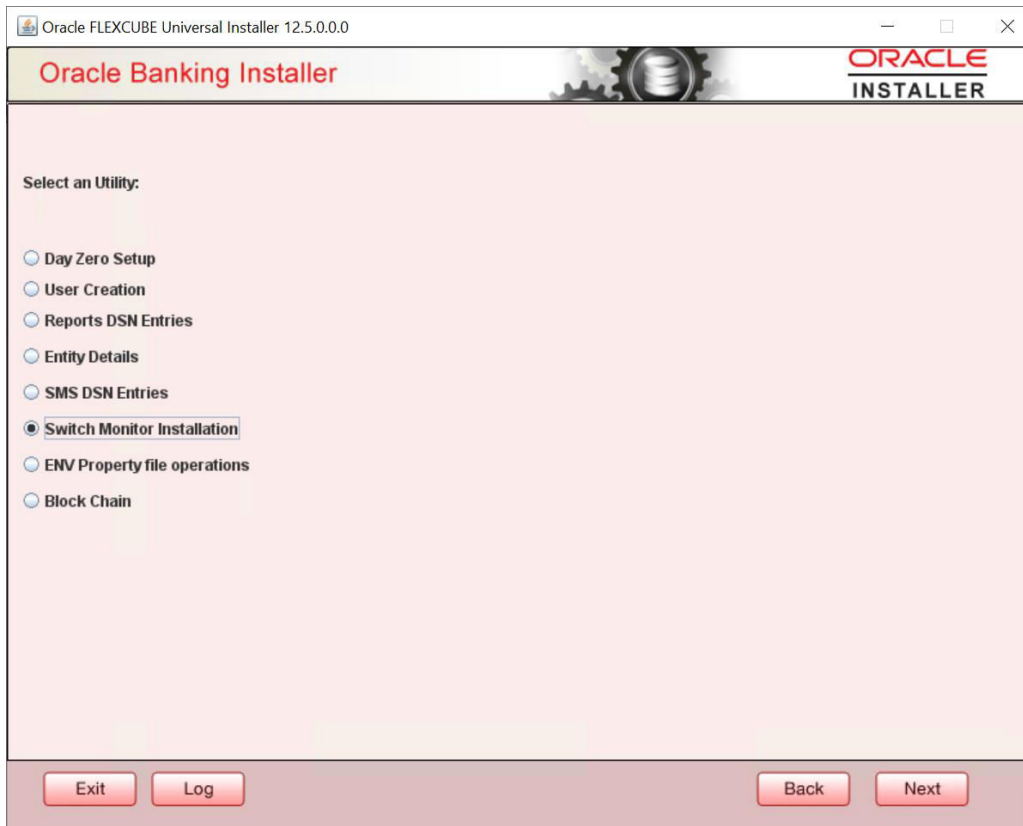 Oracle FLEXCUBE Universal Installer 12.5.0.0.0
Oracle Banking Installer
ORACLE
INSTALLER
Select an Utility:
Day Zero Setup
User Creation
Reports DSN Entries
Entity Details
SMS DSN Entries
Switch Monitor Installation
ENV Property file operations
Block Chain
Exit Log Back Next